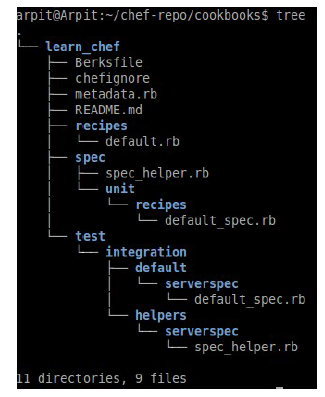 arpit@Arpit:~/chef-repo/cookbooks$ tree
.
└── learn_chef
    ├── Berksfile
    ├── chefignore
    ├── metadata.rb
    ├── README.md
    ├── recipes
    │   └── default.rb
    ├── spec
    │   ├── spec_helper.rb
    │   └── unit
    │       └── recipes
    │           └── default_spec.rb
    └── test
        └── integration
            ├── default
            │   └── serverspec
            │       └── default_spec.rb
            └── helpers
                └── serverspec
                    └── spec_helper.rb
11 directories, 9 files